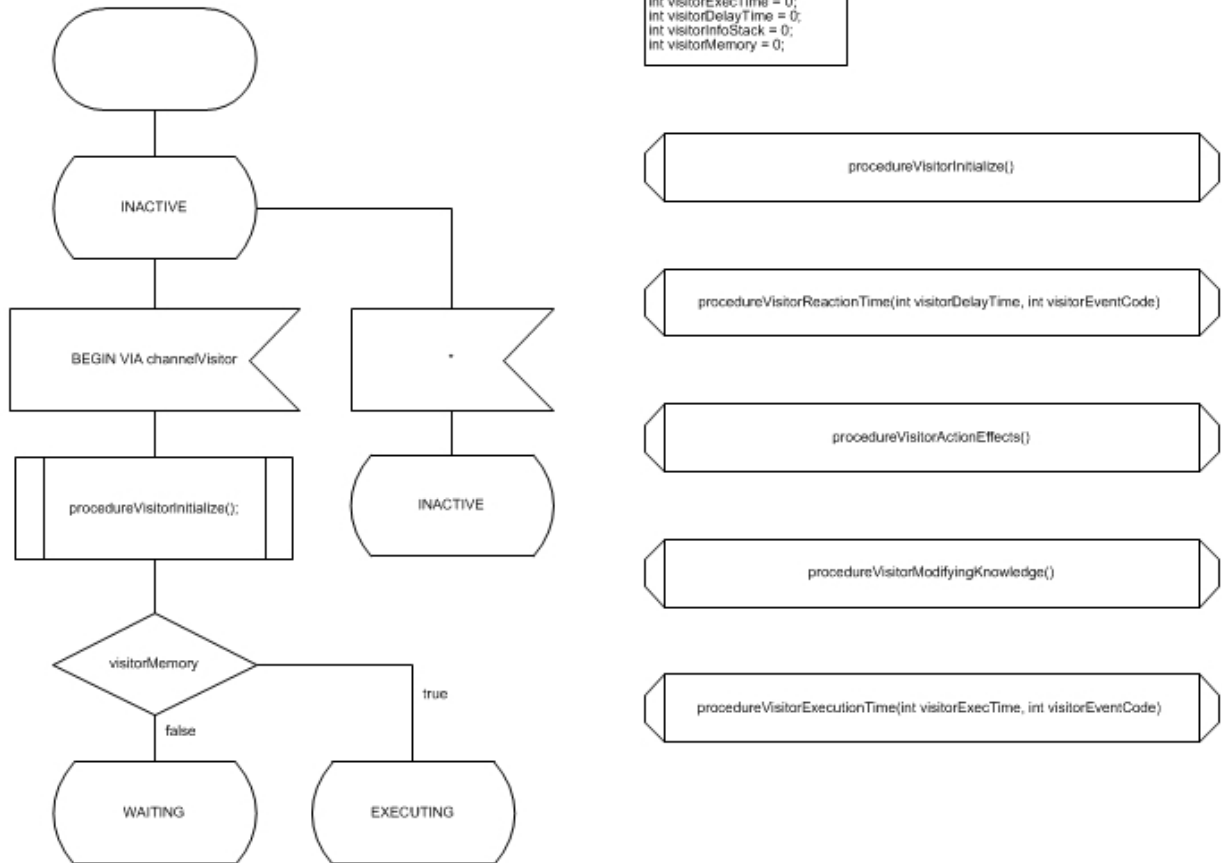 int visitorExecTime = 0;
int visitorDelayTime = 0;
int visitorInfoStack = 0;
int visitorMemory = 0;
procedureVisitorInitialize()
INACTIVE
procedureVisitorReactionTime(int visitorDelayTime, int visitorEventCode)
BEGIN VIA channelVisitor
*
procedureVisitorActionEffects()
procedureVisitorInitialize();
INACTIVE
procedureVisitorModifyingKnowledge()
visitorMemory
true
false
procedureVisitorExecutionTime(int visitorExecTime, int visitorEventCode)
WAITING
EXECUTING